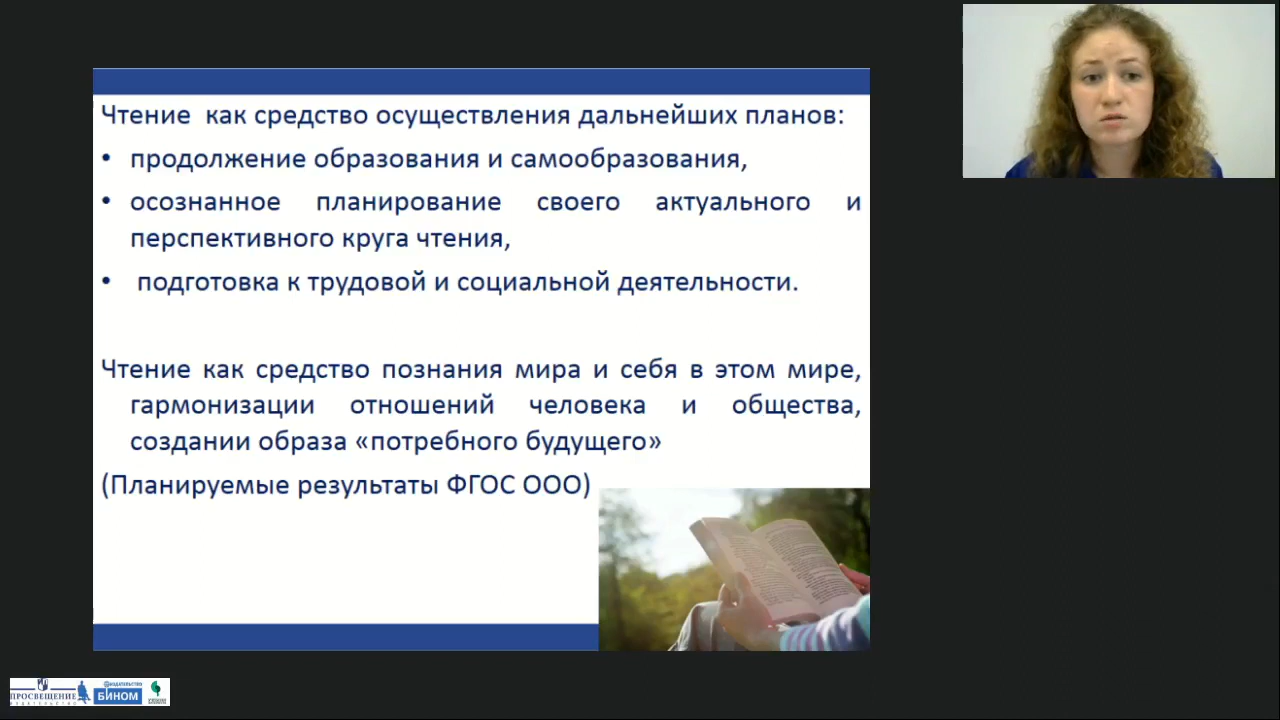 Чтение как средство осуществления дальнейших планов:
• продолжение образования и самообразования,
• осознанное планирование своего актуального и
перспективного круга чтения,
• подготовка к трудовой и социальной деятельности.
Чтение как средство познания мира и себя в этом мире,
гармонизации отношений человека и общества,
создании образа «потребного будущего»
(Планируемые результаты ФГОС ООО)
ПРОСВЕЩЕНИЕ
ИЗДАТЕЛЬСТВО
ИЗДАТЕЛЬСТВО
БИНОМ